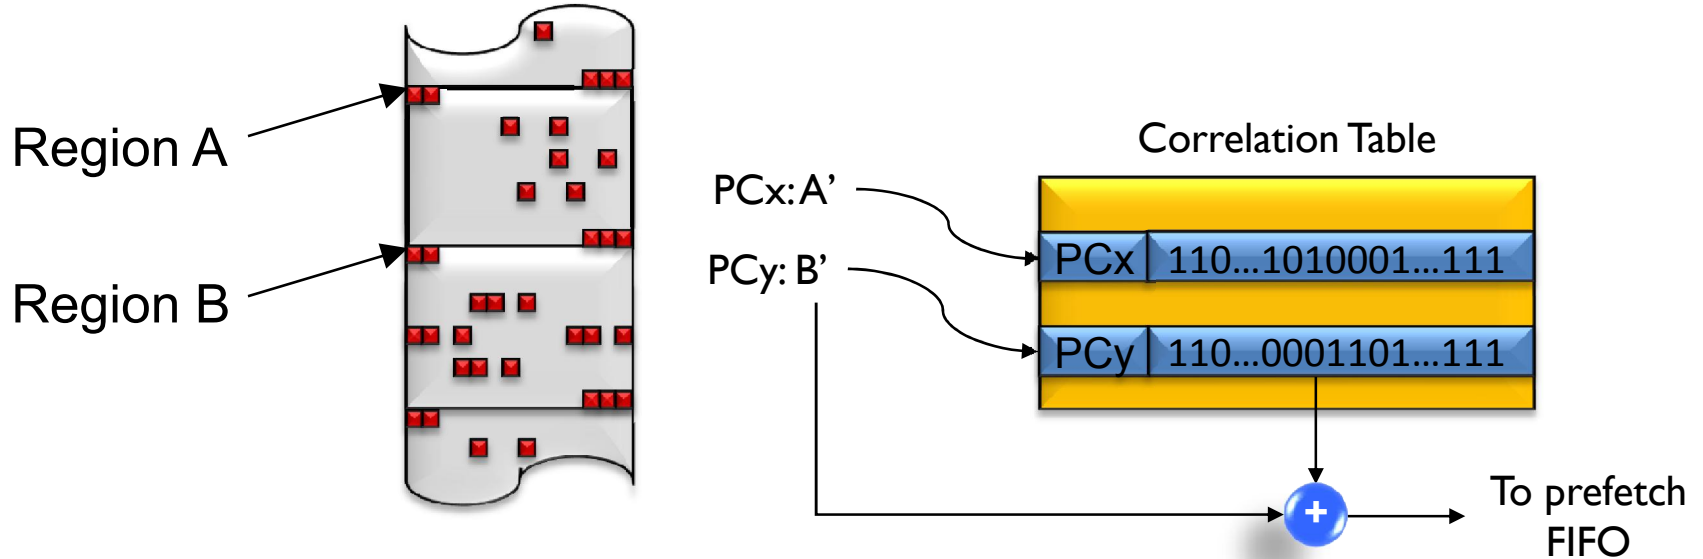 Region A
Region B
Correlation Table
PCx: A’
PCy: B’
PCx 110...1010001...111
PCy 110...0001101...111
+
To prefetch
FIFO